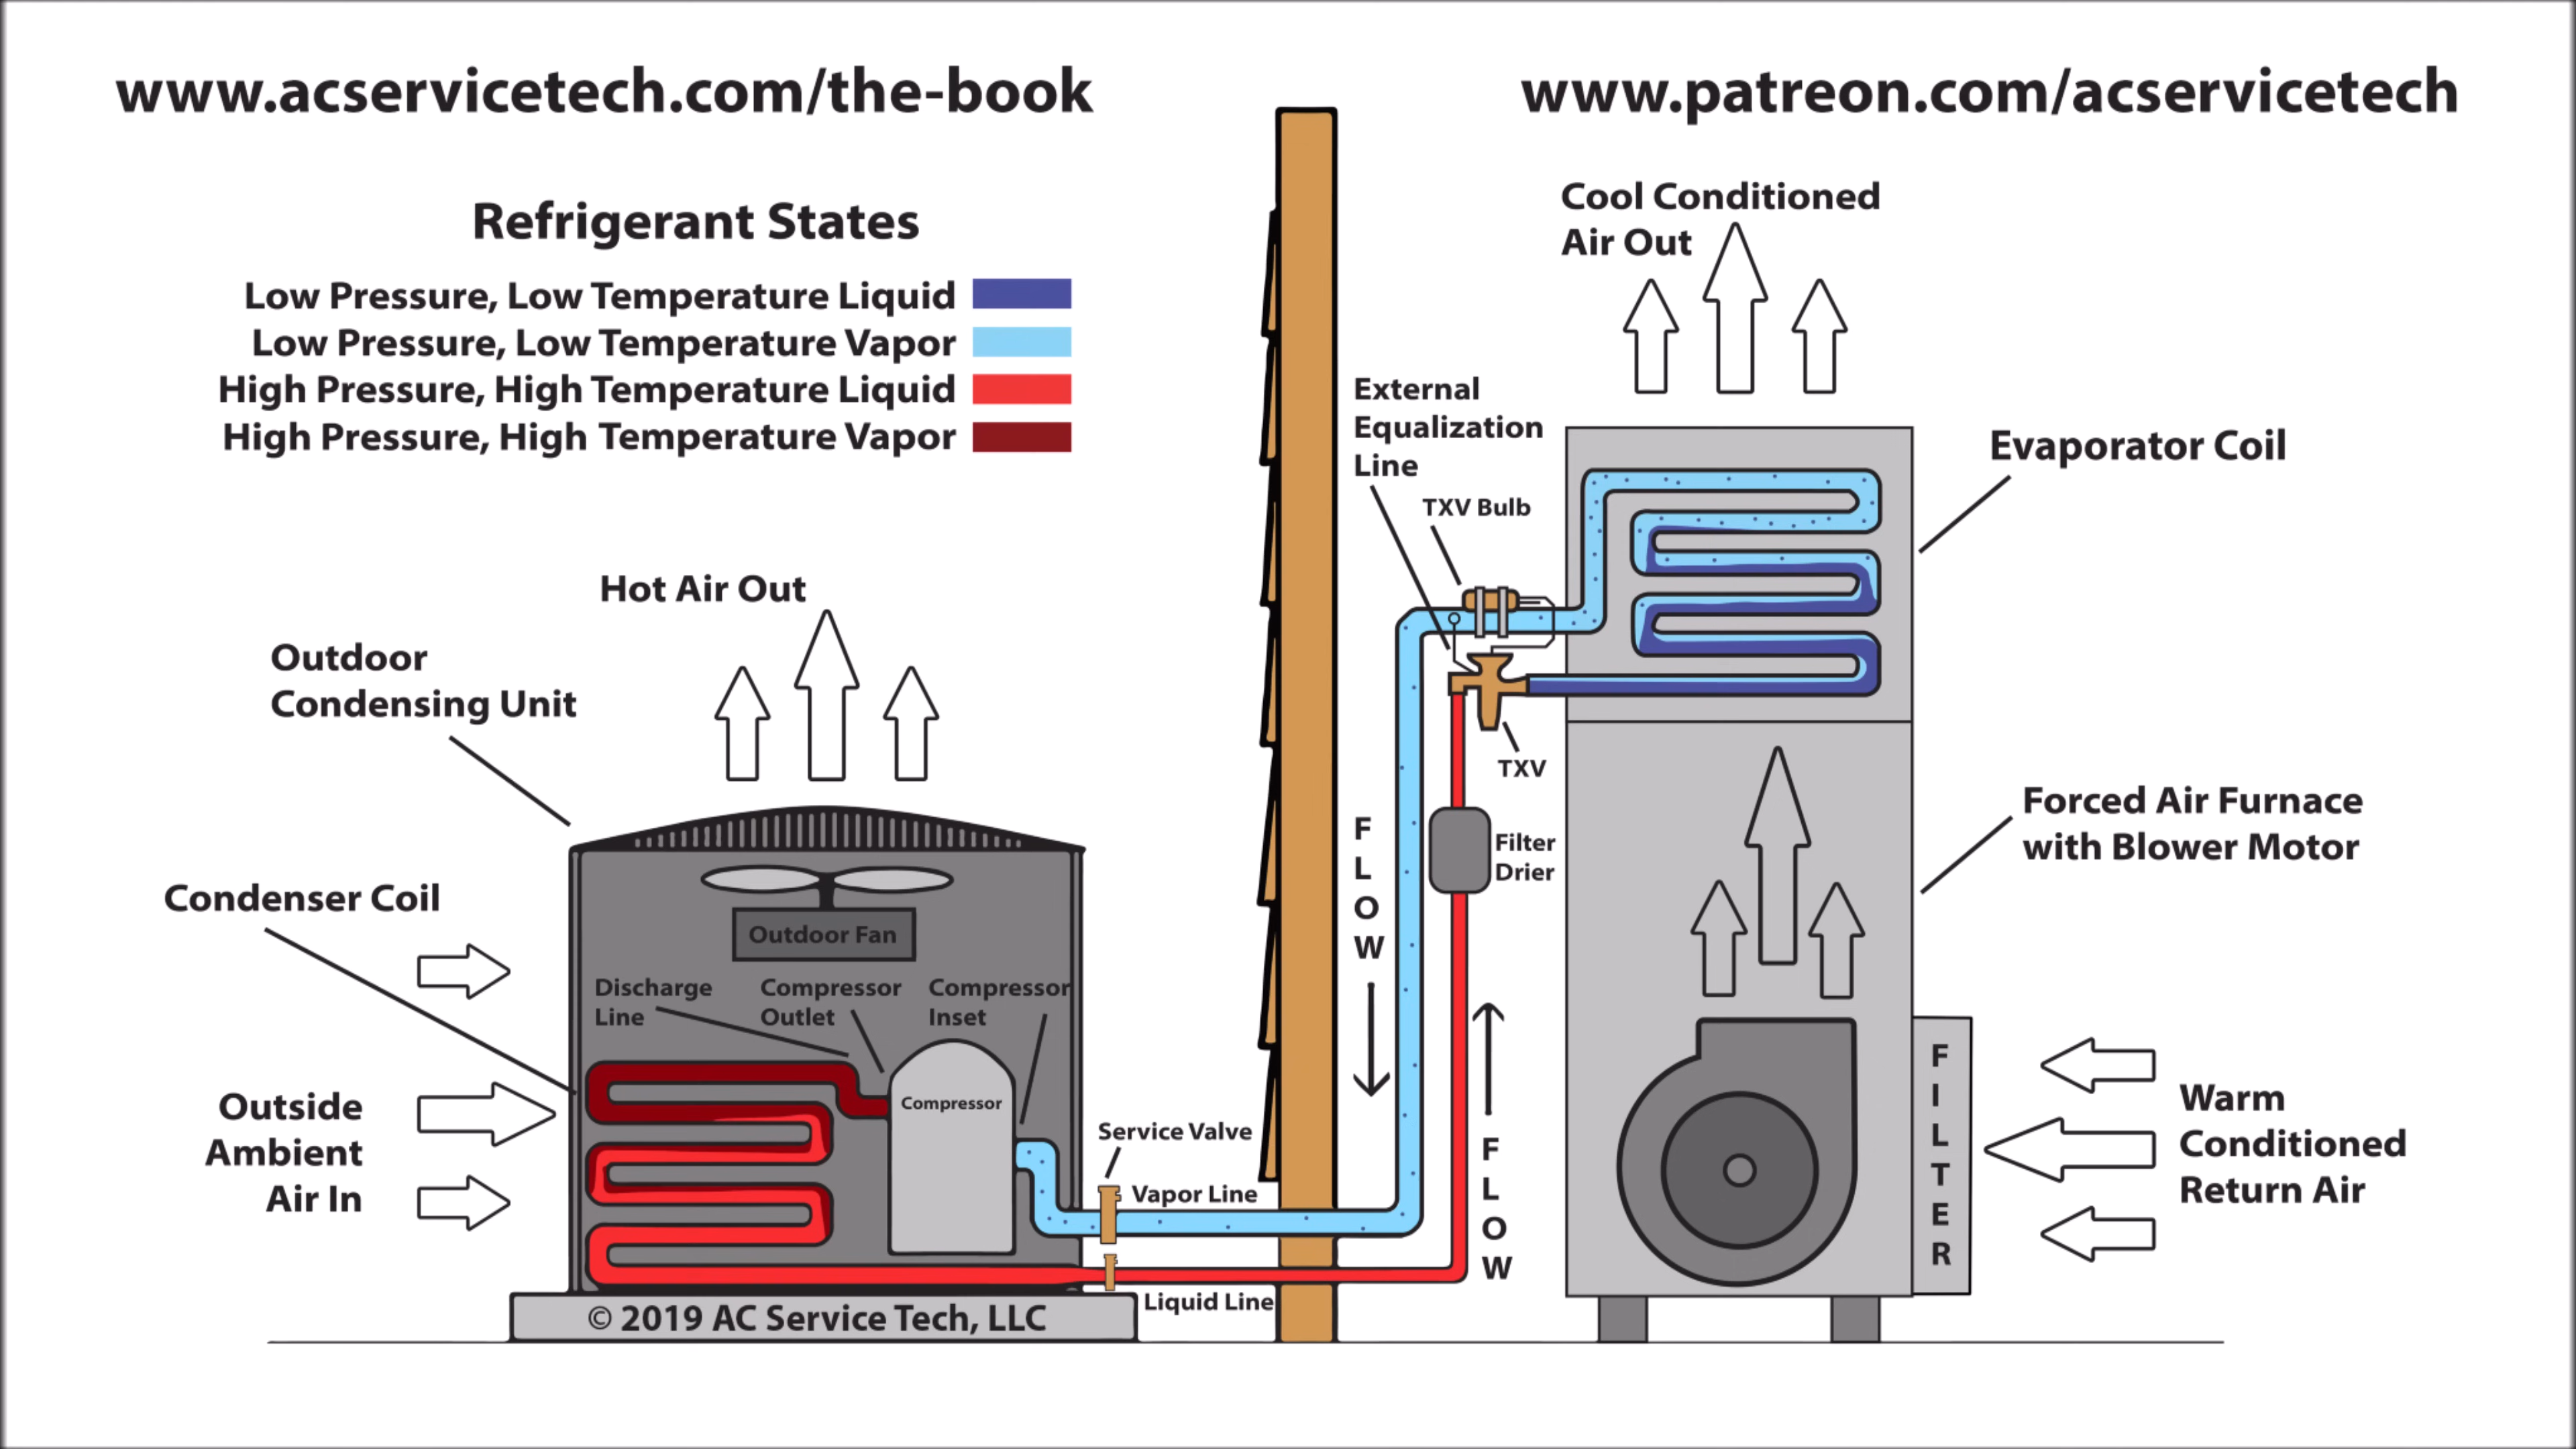 www.acservicetech.com/the-book
www.patreon.com/acservicetech
Refrigerant States
Low Pressure, Low Temperature Liquid
Low Pressure, Low Temperature Vapor
High Pressure, High Temperature Liquid
High Pressure, High Temperature Vapor
Cool Conditioned
Air Out
External
Equalization
Line
TXV Bulb
Evaporator Coil
TXV
Hot Air Out
Outdoor
Condensing Unit
Condenser Coil
Outdoor Fan
Discharge
Line
Compressor
Outlet
Compressor
Inset
Compressor
Outside
Ambient
Air In
Service Valve
Vapor Line
Liquid Line
© 2019 AC Service Tech, LLC
FLOW
Filter
Drier
FLOW
Forced Air Furnace
with Blower Motor
FILTER
Warm
Conditioned
Return Air